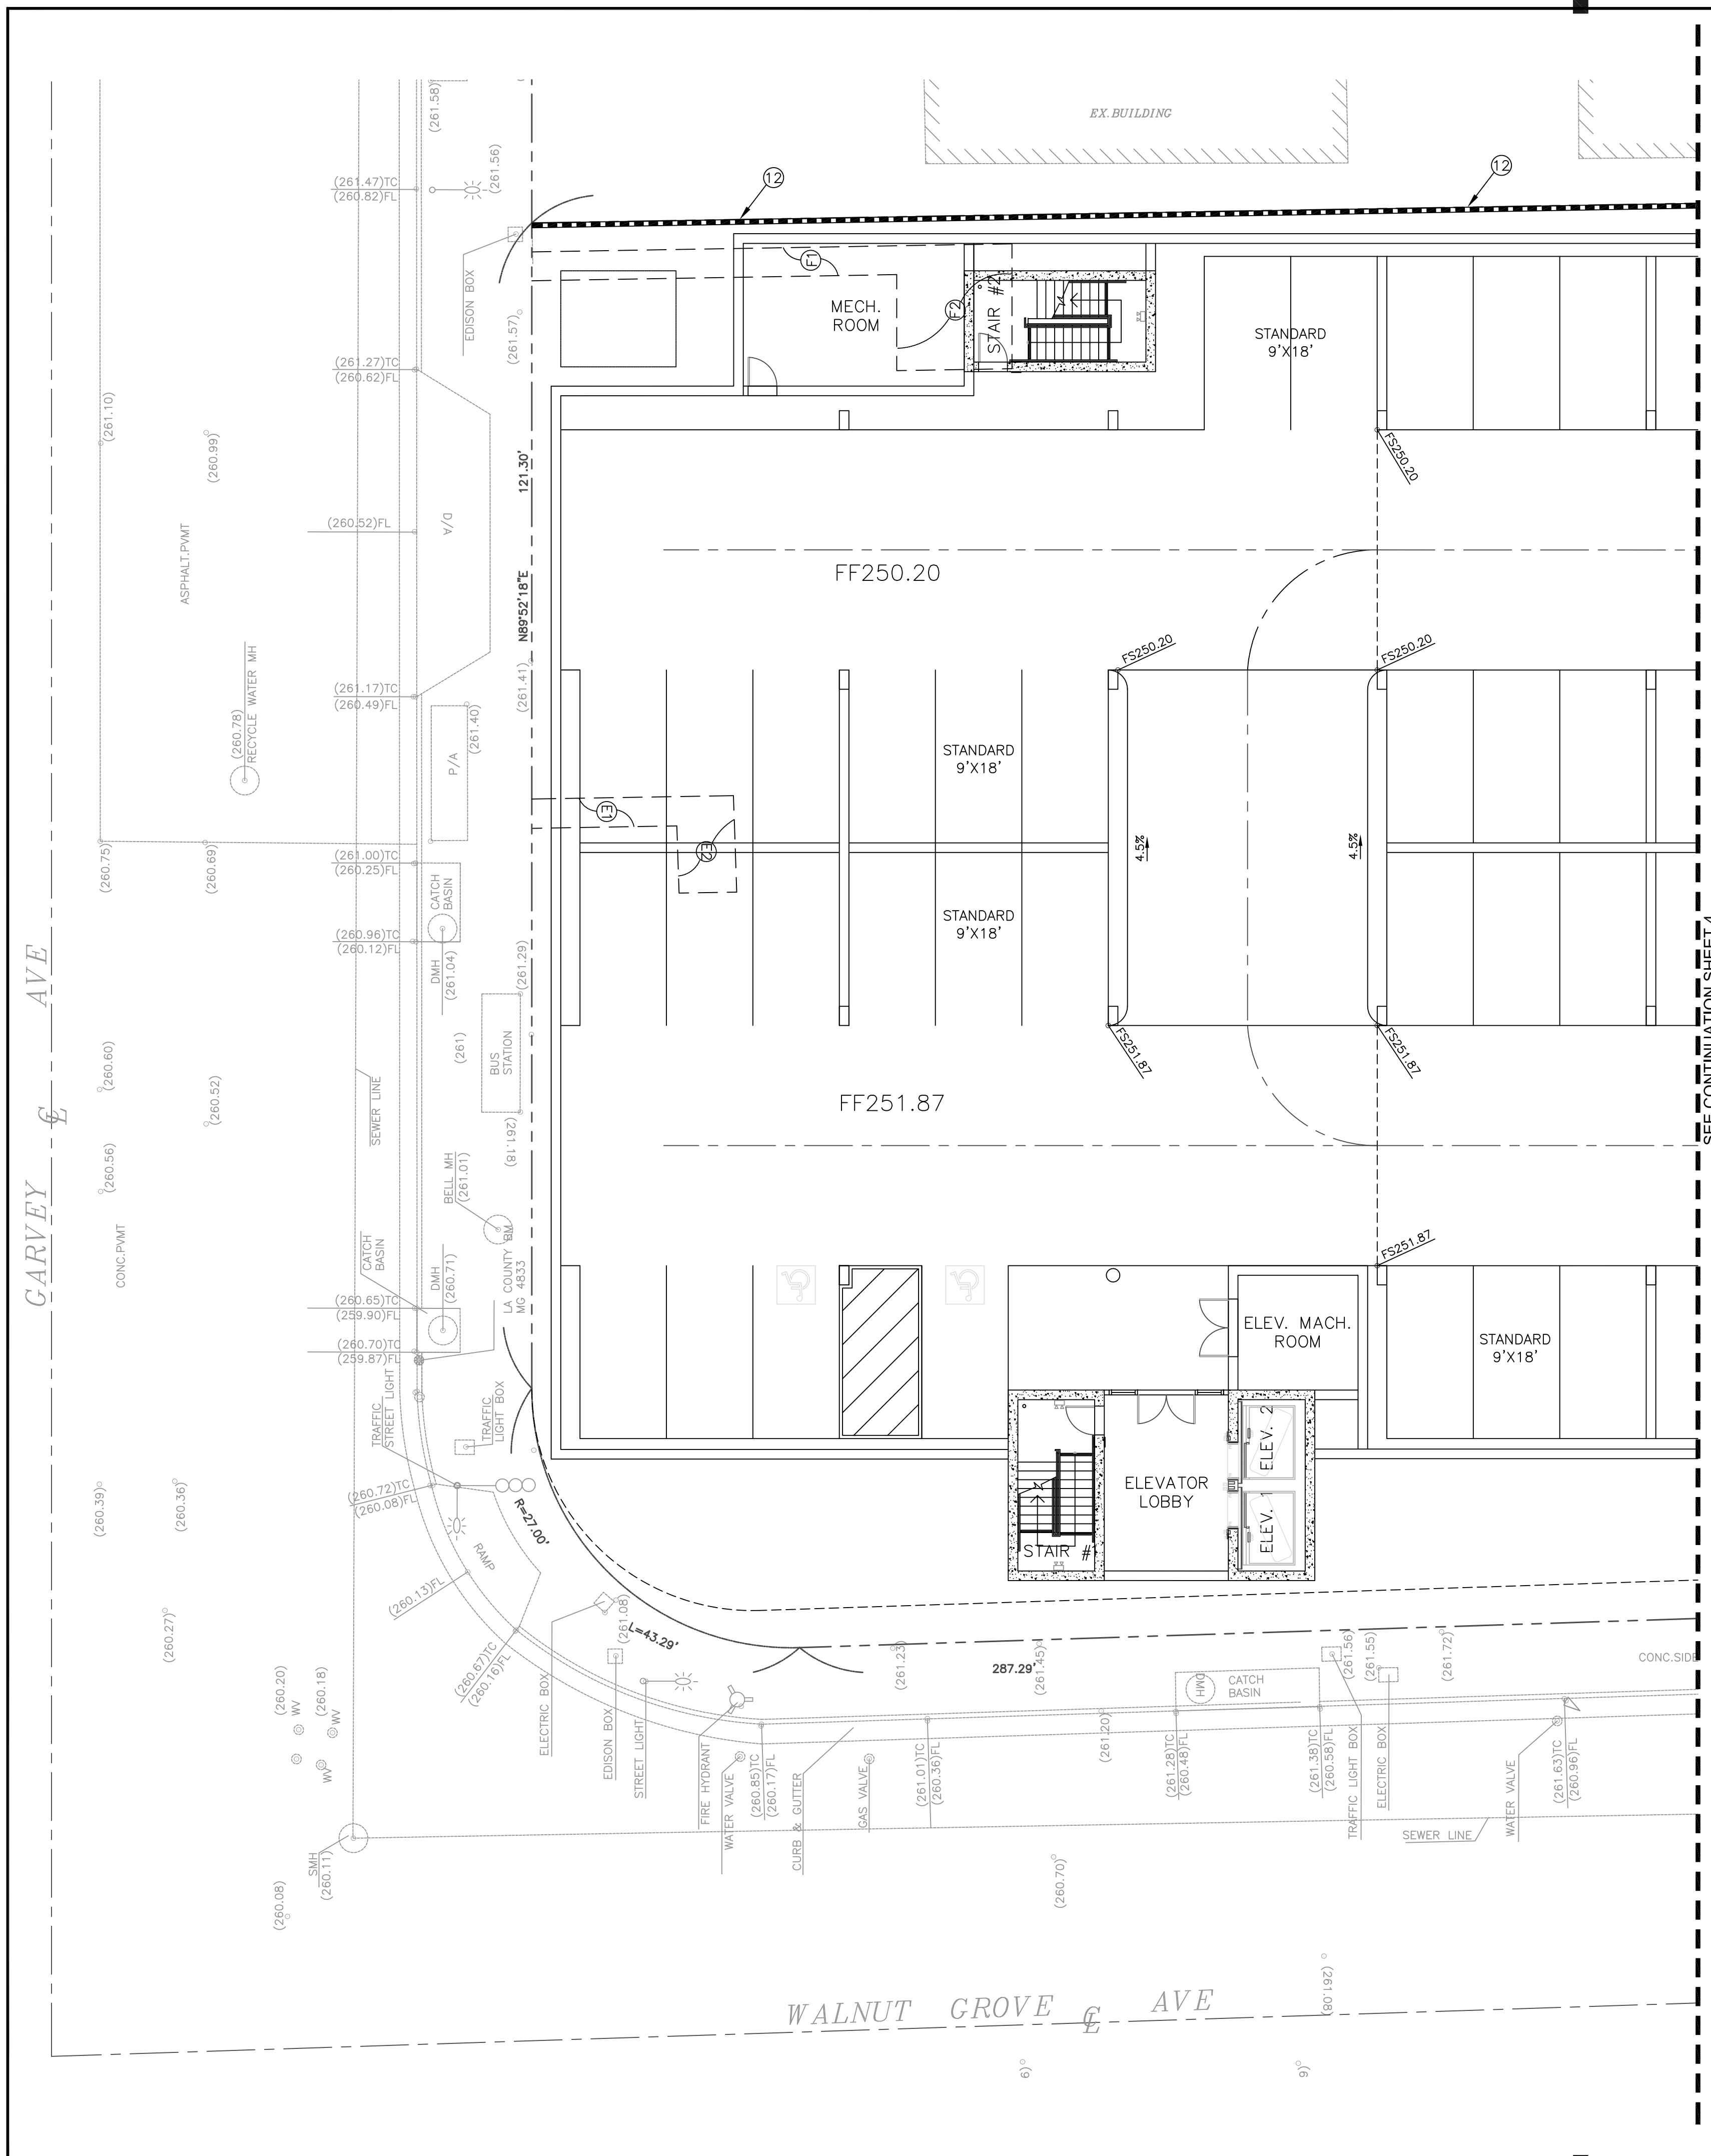 EX.BUILDING
(261.58)
(261.56)
(261.47)TC
(260.82)FL
12
12
EDISON BOX
(261.57)
F1
F2
MECH.
ROOM
STAIR #2
STANDARD
9'X18'
(261.27)TC
(260.62)FL
(261.10)
(260.99)
ASPHALT.PVMT
(260.52)FL
D/A
N89°52'18"E 121.30'
FS250.20
FF250.20
FS250.20
FS250.20
(261.41)
(261.17)TC
(260.49)FL
(260.78)
RECYCLE WATER MH
P/A
(261.40)
STANDARD
9'X18'
E1
E2
4.5%
4.5%
(260.75)
(260.69)
(261.00)TC
(260.25)FL
CATCH
BASIN
(260.96)TC
(260.12)FL
DMH
(261.04)
(261.29)
STANDARD
9'X18'
SEE CONTINUATION SHEET 4
GARVEY ℄ AVE
(261)
BUS
STATION
(261.18)
(260.60)
(260.52)
(260.56)
CONC.PVMT
SEWER LINE
FS251.87
FS251.87
FF251.87
FS251.87
BELL MH
(261.01)
CATCH
BASIN
DMH
(260.71)
LA COUNTY BM
MG 4833
(260.65)TC
(259.90)FL
(260.70)TC
(259.87)FL
ELEV. MACH.
ROOM
STANDARD
9'X18'
TRAFFIC
STREET LIGHT
TRAFFIC
LIGHT BOX
(260.39)
(260.36)
(260.72)TC
(260.08)FL
R=27.00'
RAMP
(260.13)FL
STAIR #1
ELEVATOR
LOBBY
ELEV. 2
ELEV. 1
(260.27)
(260.67)TC
(260.16)FL
(261.08)
L=43.29'
(261.23)
287.29'
(261.45)
(261.56)
(261.55)
(261.72)
CONC.SIDE
DMH
CATCH
BASIN
(260.20)
WV
(260.18)
WV
WV
ELECTRIC BOX
EDISON BOX
STREET LIGHT
FIRE HYDRANT
WATER VALVE
(260.85)TC
(260.17)FL
CURB & GUTTER
GAS VALVE
(261.01)TC
(260.36)FL
(261.20)
(261.28)TC
(260.48)FL
(261.38)TC
(260.58)FL
TRAFFIC LIGHT BOX
ELECTRIC BOX
SEWER LINE
WATER VALVE
(261.63)TC
(260.96)FL
SMH
(260.11)
(260.08)
(260.70)
(261.08)
WALNUT GROVE ℄ AVE